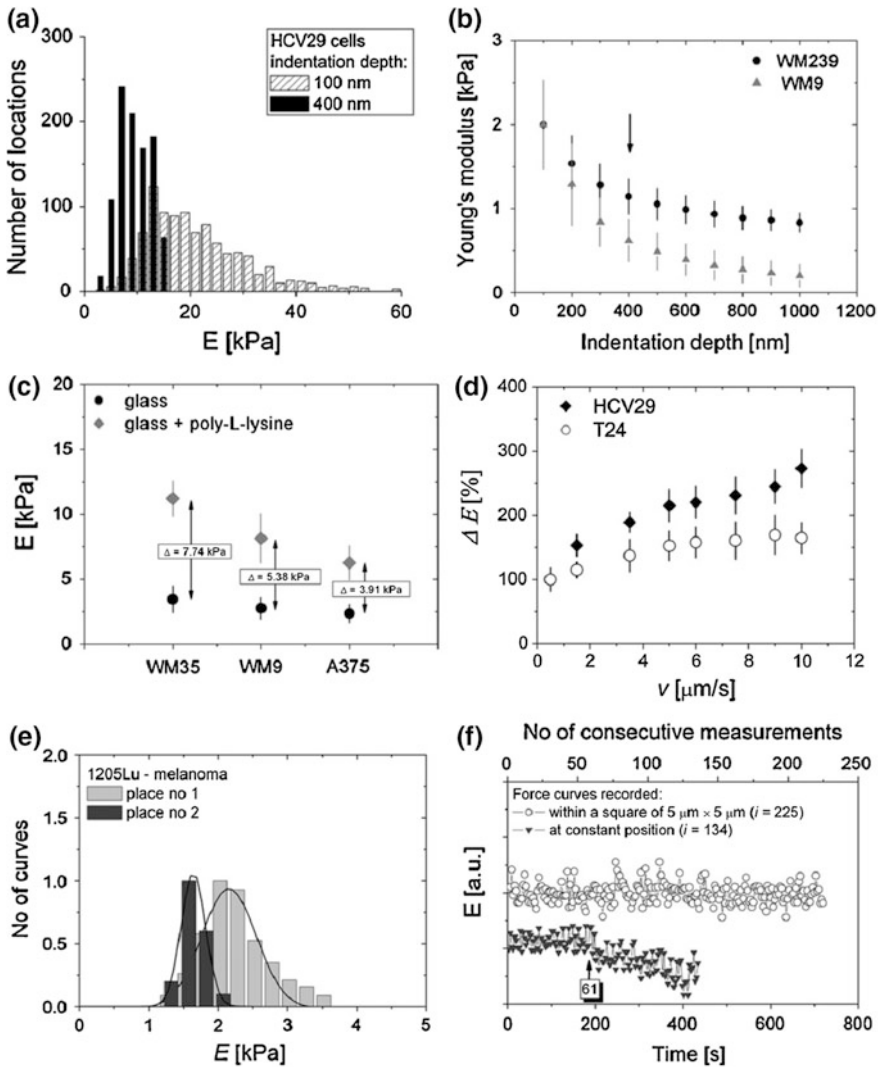 (a)
Number of locations
300
200
100
0
HCV29 cells
indentation depth:
100 nm
400 nm
0 20 40 60
E [kPa]
(b)
Young's modulus [kPa]
3
2
1
0
WM239
WM9
0 200 400 600 800 1000 1200
Indentation depth [nm]
(c)
E [kPa]
20
15
10
5
0
glass
glass + poly-L-lysine
Δ = 7.74 kPa
Δ = 5.38 kPa
Δ = 3.91 kPa
WM35 WM9 A375
(d)
Δ E [%]
400
300
200
100
0
HCV29
T24
0 2 4 6 8 10 12
v [μm/s]
(e)
No of curves
2.0
1.5
1.0
0.5
0.0
1205Lu - melanoma
place no 1
place no 2
0 1 2 3 4 5
E [kPa]
(f)
No of consecutive measurements
0 50 100 150 200 250
E [a.u.]
Force curves recorded:
within a square of 5 μm × 5 μm (i = 225)
at constant position (i = 134)
61
0 200 400 600 800
Time [s]